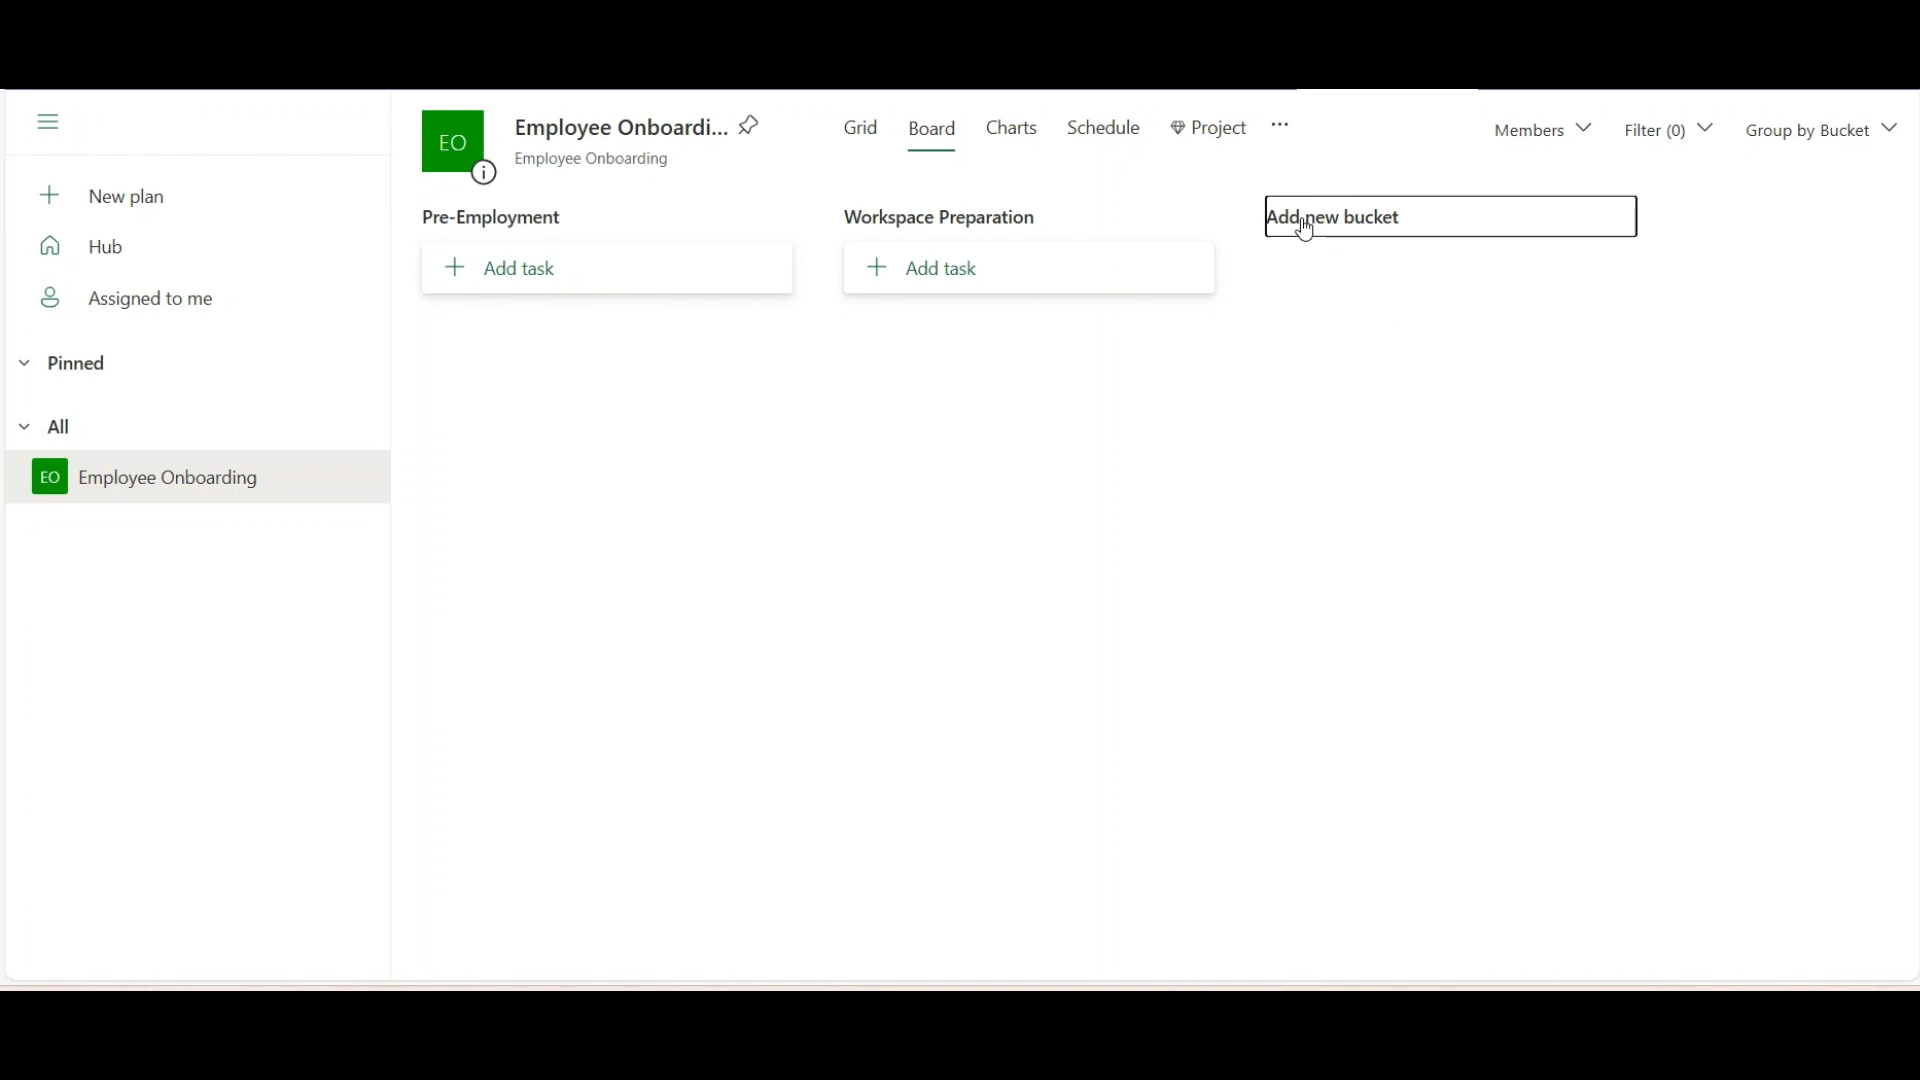 EO
Employee Onboardi...
Employee Onboarding
Grid
Board
Charts
Schedule
Project
...
Members
Filter (0)
Group by Bucket
New plan
Hub
Assigned to me
Pinned
All
EO
Employee Onboarding
Pre-Employment
Add task
Workspace Preparation
Add task
Add new bucket